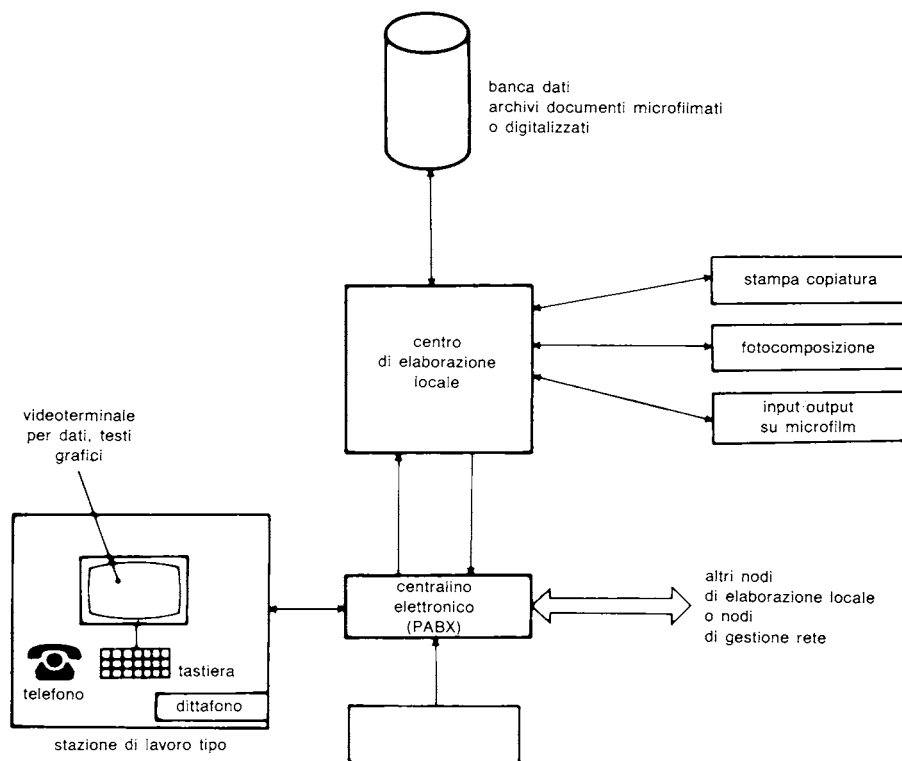 banca dati
archivi documenti microfilmati
o digitalizzati
stampa copiatura
centro
di elaborazione
locale
fotocomposizione
input-output
su microfilm
videoterminale
per dati, testi
grafici
centralino
elettronico
(PABX)
altri nodi
di elaborazione locale
o nodi
di gestione rete
telefono
tastiera
dittafono
stazione di lavoro tipo